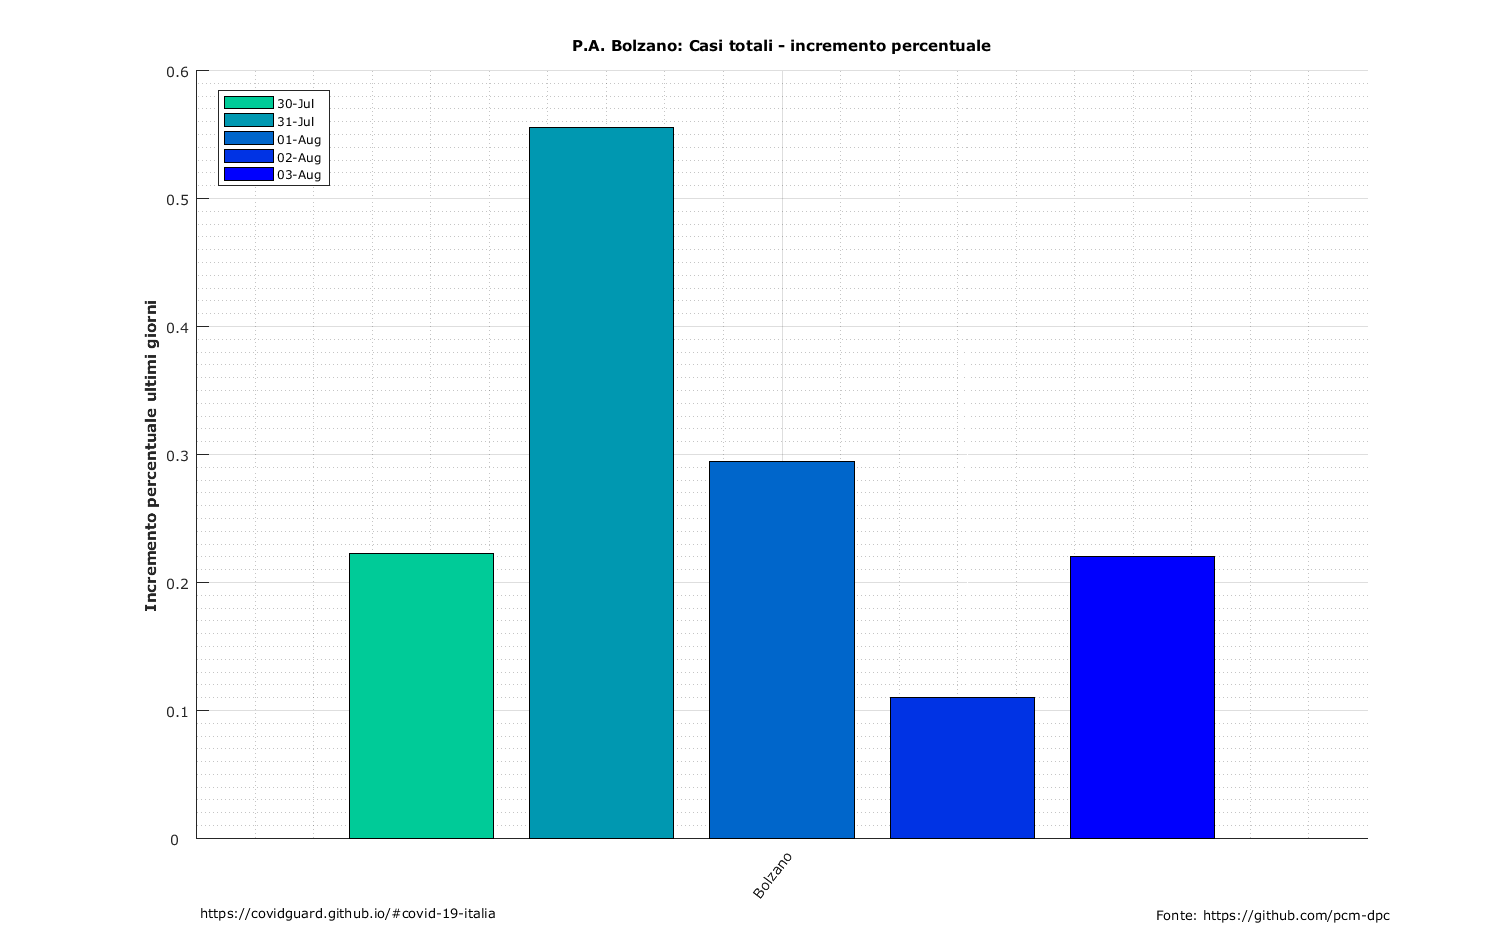 P.A. Bolzano: Casi totali - incremento percentuale
30-Jul
31-Jul
01-Aug
02-Aug
03-Aug
Incremento percentuale ultimi giorni
0.6
0.5
0.4
0.3
0.2
0.1
0
Bolzano
https://covidguard.github.io/#covid-19-italia
Fonte: https://github.com/pcm-dpc